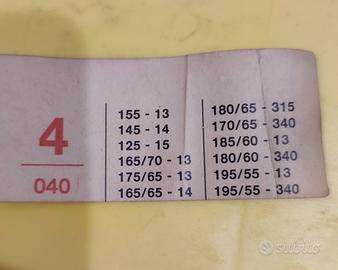 4
040
155 - 13
145 - 14
125 - 15
165/70 - 13
175/65 - 13
165/65 - 14
180/65 - 315
170/65 - 340
185/60 - 13
180/60 - 340
195/55 - 13
195/55 - 340
subito